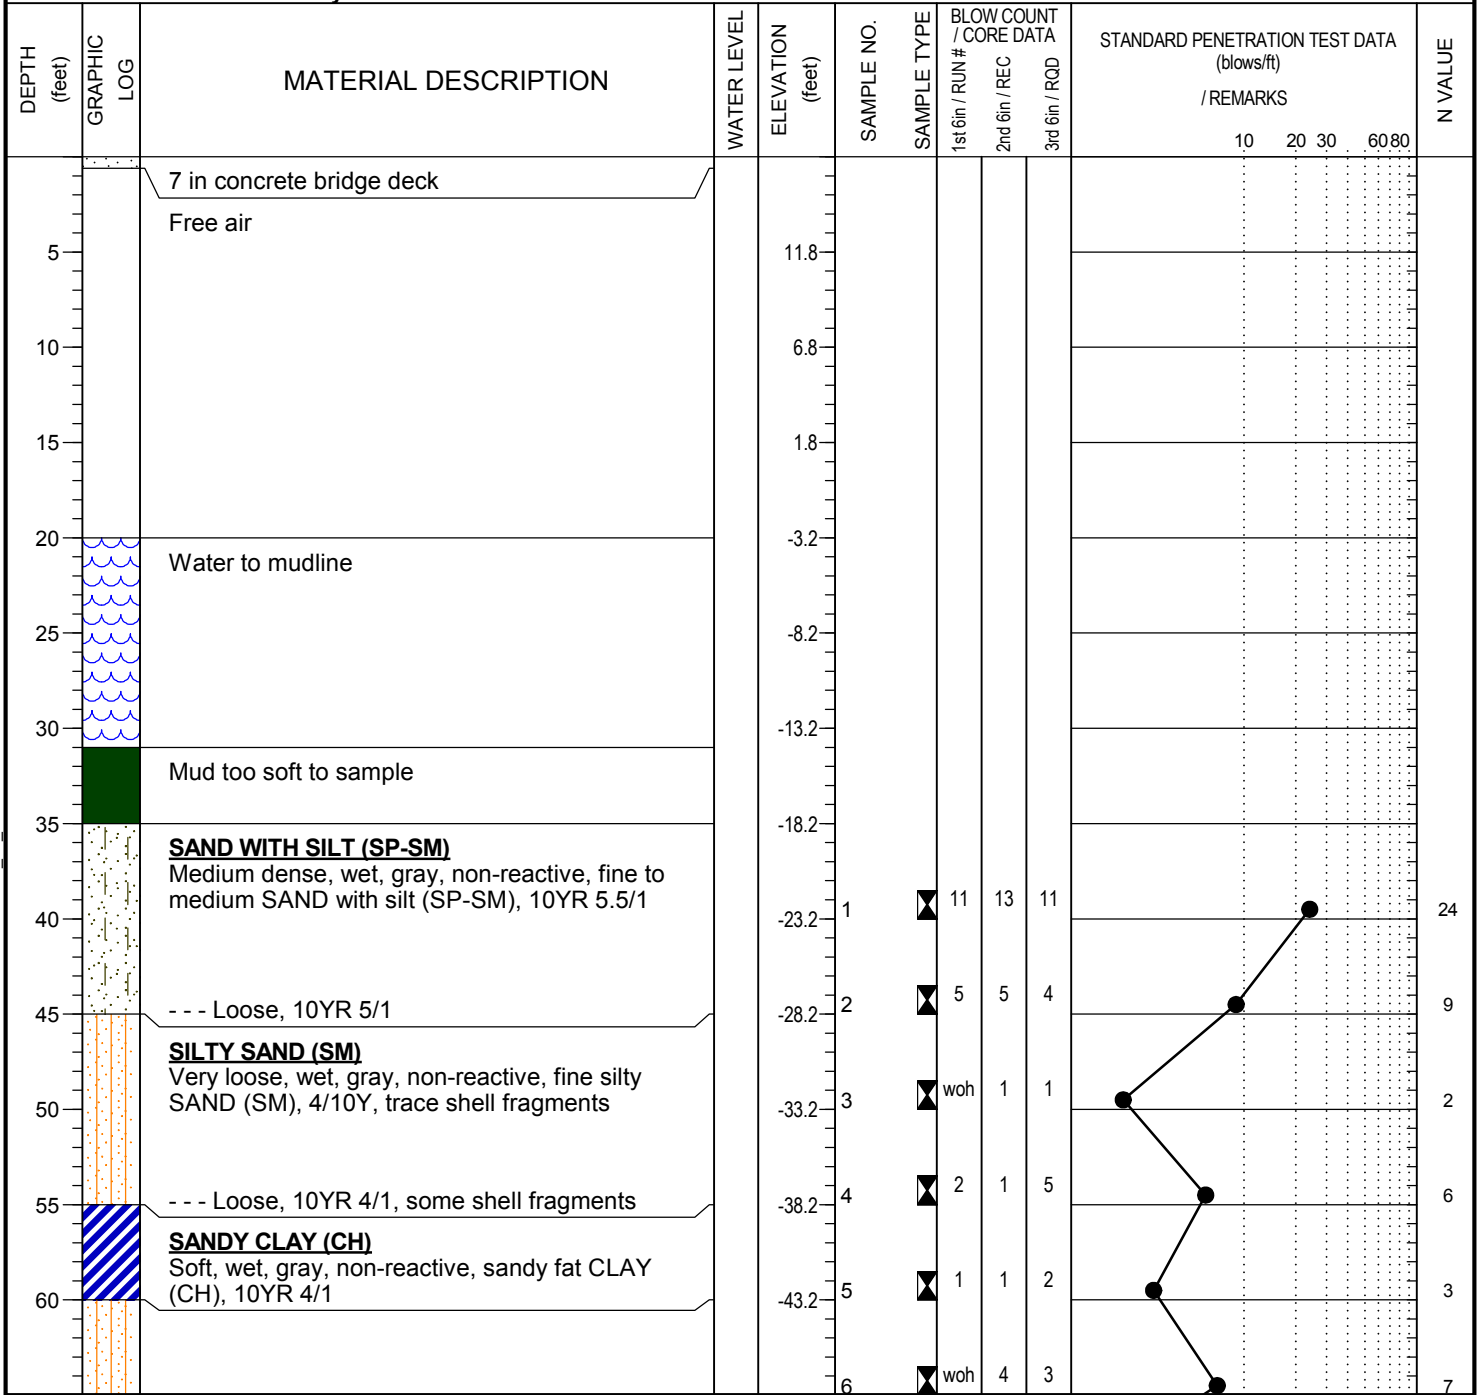 DEPTH (feet)
GRAPHIC LOG
MATERIAL DESCRIPTION
WATER LEVEL
ELEVATION (feet)
SAMPLE NO.
SAMPLE TYPE
BLOW COUNT
/ CORE DATA
1st 6in / RUN #
2nd 6in / REC
3rd 6in / RQD
STANDARD PENETRATION TEST DATA
(blows/ft)
/ REMARKS
10 20 30 60 80
N VALUE
7 in concrete bridge deck
Free air
5 11.8
10 6.8
15 1.8
20 -3.2
Water to mudline
25 -8.2
30 -13.2
Mud too soft to sample
35 -18.2
SAND WITH SILT (SP-SM)
Medium dense, wet, gray, non-reactive, fine to
medium SAND with silt (SP-SM), 10YR 5.5/1
1 11 13 11 24
40 -23.2
- - - Loose, 10YR 5/1
2 5 5 4 9
45 -28.2
SILTY SAND (SM)
Very loose, wet, gray, non-reactive, fine silty
SAND (SM), 4/10Y, trace shell fragments
3 woh 1 1 2
50 -33.2
- - - Loose, 10YR 4/1, some shell fragments
4 2 1 5 6
55 -38.2
SANDY CLAY (CH)
Soft, wet, gray, non-reactive, sandy fat CLAY
(CH), 10YR 4/1
5 1 1 2 3
60 -43.2
6 woh 4 3 7